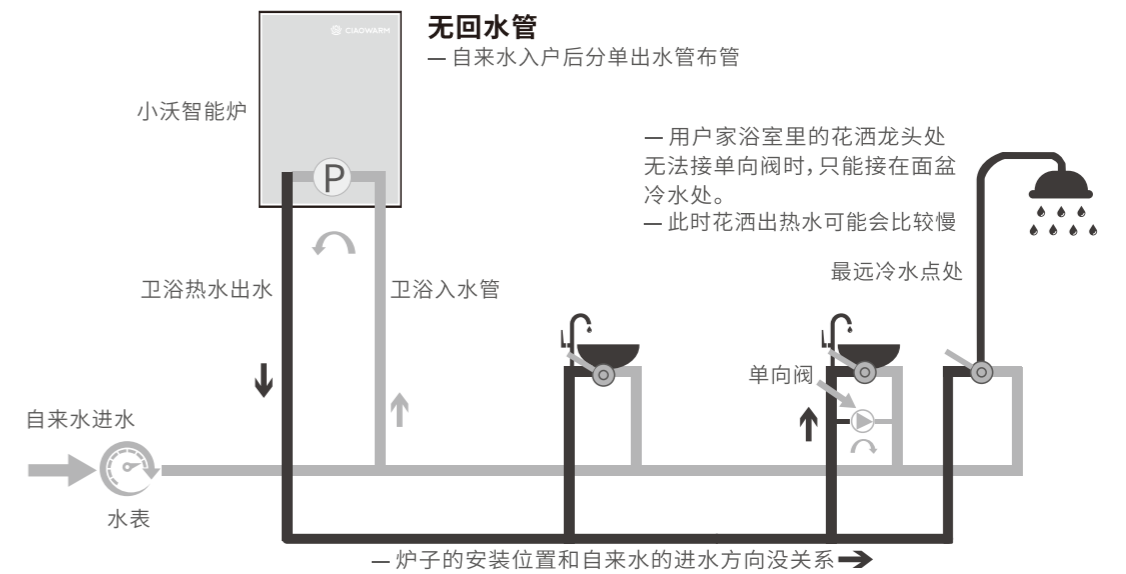 CIAOWARM
无回水管
— 自来水入户后分单出水管布管
小沃智能炉
— 用户家浴室里的花洒龙头处
无法接单向阀时,只能接在面盆
冷水处。
— 此时花洒出热水可能会比较慢
P
最远冷水点处
卫浴热水出水
卫浴入水管
单向阀
自来水进水
水表
— 炉子的安装位置和自来水的进水方向没关系